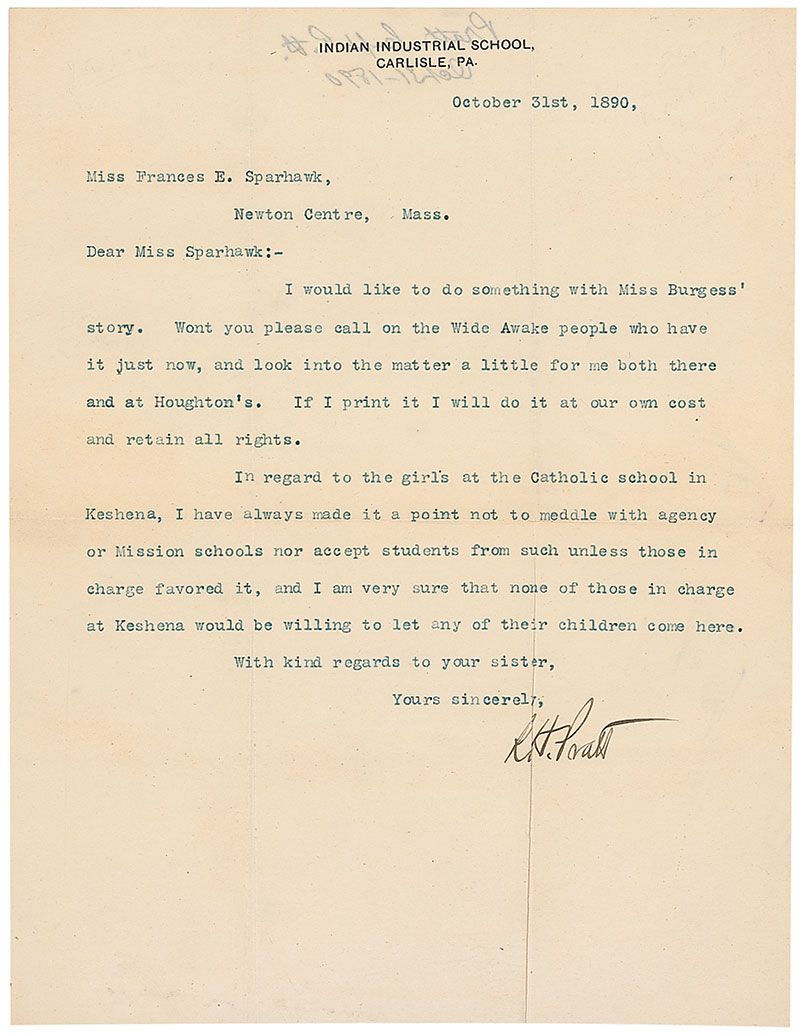 INDIAN INDUSTRIAL SCHOOL,
CARLISLE, PA.
October 31st, 1890,
Miss Frances E. Sparhawk,
Newton Centre, Mass.
Dear Miss Sparhawk:-
I would like to do something with Miss Burgess'
story. Wont you please call on the Wide Awake people who have
it just now, and look into the matter a little for me both there
and at Houghton's. If I print it I will do it at our own cost
and retain all rights.
In regard to the girl's at the Catholic school in
Keshena, I have always made it a point not to meddle with agency
or Mission schools nor accept students from such unless those in
charge favored it, and I am very sure that none of those in charge
at Keshena would be willing to let any of their children come here.
With kind regards to your sister,
Yours sincerely,
R.H. Pratt